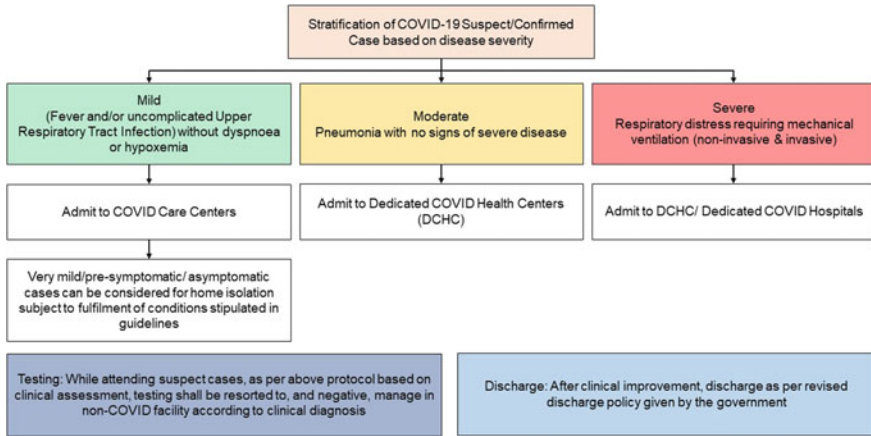 Stratification of COVID-19 Suspect/Confirmed
Case based on disease severity
Mild
(Fever and/or uncomplicated Upper
Respiratory Tract Infection) without dyspnoea
or hypoxemia
Moderate
Pneumonia with no signs of severe disease
Severe
Respiratory distress requiring mechanical
ventilation (non-invasive & invasive)
Admit to COVID Care Centers
Admit to Dedicated COVID Health Centers
(DCHC)
Admit to DCHC/ Dedicated COVID Hospitals
Very mild/pre-symptomatic/ asymptomatic
cases can be considered for home isolation
subject to fulfilment of conditions stipulated in
guidelines
Testing: While attending suspect cases, as per above protocol based on
clinical assessment, testing shall be resorted to, and negative, manage in
non-COVID facility according to clinical diagnosis
Discharge: After clinical improvement, discharge as per revised
discharge policy given by the government